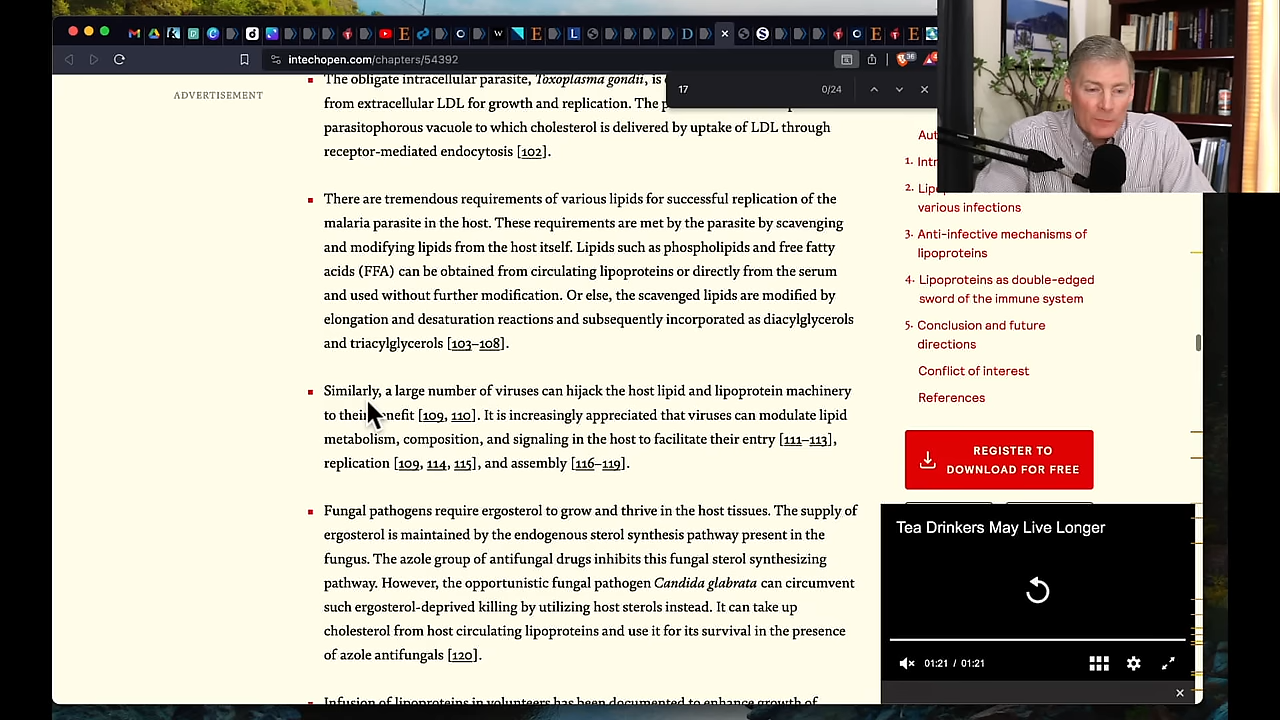 intechopen.com/chapters/54392
17
0/24
ADVERTISEMENT
The obligate intracellular parasite, Toxoplasma gondii, is
from extracellular LDL for growth and replication. The
parasitophorous vacuole to which cholesterol is delivered by uptake of LDL through
receptor-mediated endocytosis [102].
There are tremendous requirements of various lipids for successful replication of the
malaria parasite in the host. These requirements are met by the parasite by scavenging
and modifying lipids from the host itself. Lipids such as phospholipids and free fatty
acids (FFA) can be obtained from circulating lipoproteins or directly from the serum
and used without further modification. Or else, the scavenged lipids are modified by
elongation and desaturation reactions and subsequently incorporated as diacylglycerols
and triacylglycerols [103–108].
Similarly, a large number of viruses can hijack the host lipid and lipoprotein machinery
to their benefit [109, 110]. It is increasingly appreciated that viruses can modulate lipid
metabolism, composition, and signaling in the host to facilitate their entry [111–113],
replication [109, 114, 115], and assembly [116–119].
Fungal pathogens require ergosterol to grow and thrive in the host tissues. The supply of
ergosterol is maintained by the endogenous sterol synthesis pathway present in the
fungus. The azole group of antifungal drugs inhibits this fungal sterol synthesizing
pathway. However, the opportunistic fungal pathogen Candida glabrata can circumvent
such ergosterol-deprived killing by utilizing host sterols instead. It can take up
cholesterol from host circulating lipoproteins and use it for its survival in the presence
of azole antifungals [120].
Infusion of lipoproteins in volunteers has been documented to enhance growth of
1.
2.
various infections
3. Anti-infective mechanisms of
lipoproteins
4. Lipoproteins as double-edged
sword of the immune system
5. Conclusion and future
directions
Conflict of interest
References
REGISTER TO
DOWNLOAD FOR FREE
Tea Drinkers May Live Longer
01:21 / 01:21